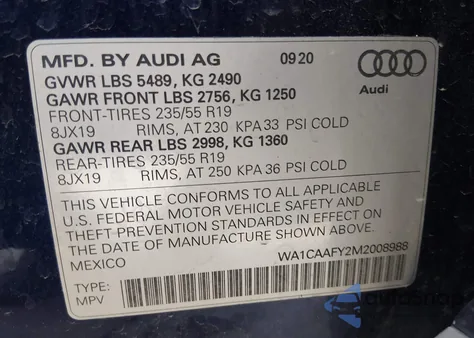 MFD. BY AUDI AG 09 20
GVWR LBS 5489, KG 2490
GAWR FRONT LBS 2756, KG 1250
FRONT-TIRES 235/55 R19
8JX19 RIMS, AT 230 KPA 33 PSI COLD
GAWR REAR LBS 2998, KG 1360
REAR-TIRES 235/55 R19
8JX19 RIMS, AT 250 KPA 36 PSI COLD
Audi
THIS VEHICLE CONFORMS TO ALL APPLICABLE
U.S. FEDERAL MOTOR VEHICLE SAFETY AND
THEFT PREVENTION STANDARDS IN EFFECT ON THE
DATE OF MANUFACTURE SHOWN ABOVE.
MEXICO WA1CAAFY2M2008988
TYPE:
MPV
autoSnap